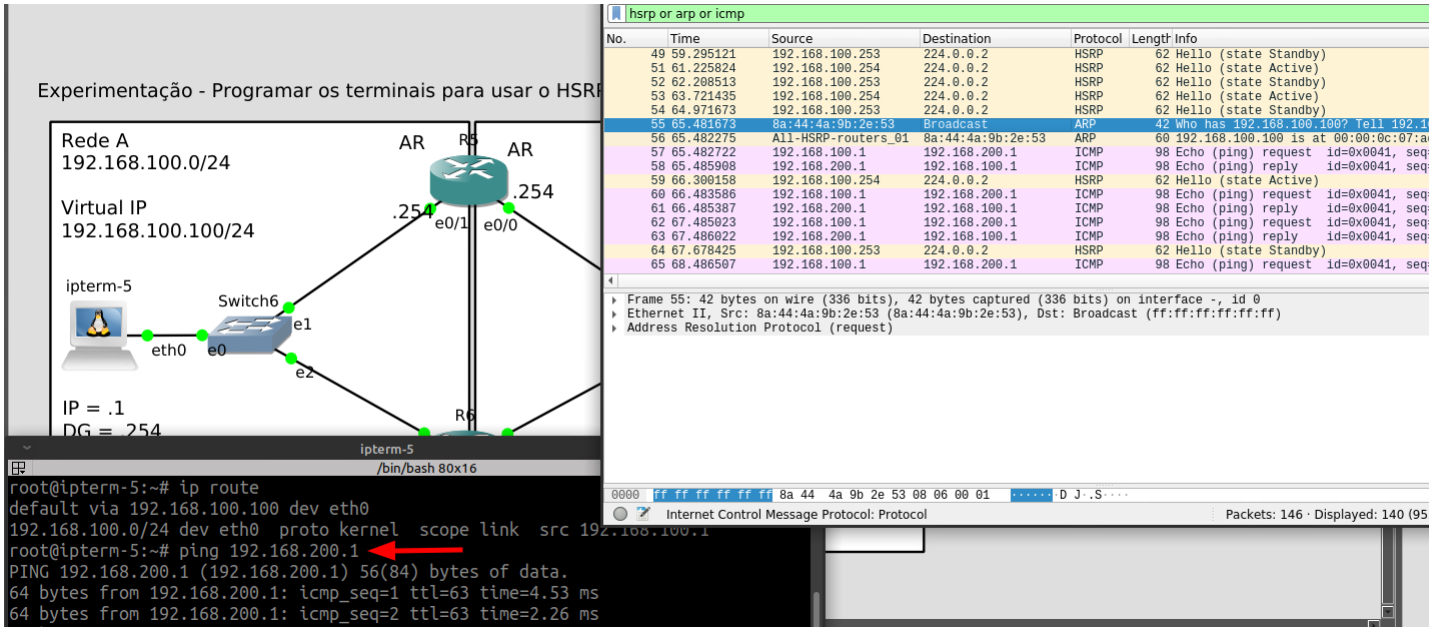 Experimentação - Programar os terminais para usar o HSRP
Rede A
192.168.100.0/24
Virtual IP
192.168.100.100/24
AR
R5
AR
.254
.254
e0/1
e0/0
ipterm-5
Switch6
e1
eth0
e0
e2
IP = .1
DG = .254
R6
hsrp or arp or icmp
No. Time Source Destination Protocol Length Info
49 59.295121 192.168.100.253 224.0.0.2 HSRP 62 Hello (state Standby)
51 61.225824 192.168.100.254 224.0.0.2 HSRP 62 Hello (state Active)
52 62.208513 192.168.100.253 224.0.0.2 HSRP 62 Hello (state Standby)
53 63.721435 192.168.100.254 224.0.0.2 HSRP 62 Hello (state Active)
54 64.971673 192.168.100.253 224.0.0.2 HSRP 62 Hello (state Standby)
55 65.481673 8a:44:4a:9b:2e:53 Broadcast ARP 42 Who has 192.168.100.100? Tell 192.1
56 65.482275 All-HSRP-routers_01 8a:44:4a:9b:2e:53 ARP 60 192.168.100.100 is at 00:00:0c:07:a
57 65.482722 192.168.100.1 192.168.200.1 ICMP 98 Echo (ping) request id=0x0041, seq=
58 65.485908 192.168.200.1 192.168.100.1 ICMP 98 Echo (ping) reply id=0x0041, seq=
59 66.300158 192.168.100.254 224.0.0.2 HSRP 62 Hello (state Active)
60 66.483586 192.168.100.1 192.168.200.1 ICMP 98 Echo (ping) request id=0x0041, seq=
61 66.485387 192.168.200.1 192.168.100.1 ICMP 98 Echo (ping) reply id=0x0041, seq=
62 67.485023 192.168.100.1 192.168.200.1 ICMP 98 Echo (ping) request id=0x0041, seq=
63 67.486022 192.168.200.1 192.168.100.1 ICMP 98 Echo (ping) reply id=0x0041, seq=
64 67.678425 192.168.100.253 224.0.0.2 HSRP 62 Hello (state Standby)
65 68.486507 192.168.100.1 192.168.200.1 ICMP 98 Echo (ping) request id=0x0041, seq=
Frame 55: 42 bytes on wire (336 bits), 42 bytes captured (336 bits) on interface -, id 0
Ethernet II, Src: 8a:44:4a:9b:2e:53 (8a:44:4a:9b:2e:53), Dst: Broadcast (ff:ff:ff:ff:ff:ff)
Address Resolution Protocol (request)
0000 ff ff ff ff ff ff 8a 44 4a 9b 2e 53 08 06 00 01 ·······D J·.S····
Internet Control Message Protocol: Protocol
Packets: 146 · Displayed: 140 (95
ipterm-5
/bin/bash 80x16
root@ipterm-5:~# ip route
default via 192.168.100.100 dev eth0
192.168.100.0/24 dev eth0 proto kernel scope link src 192.168.100.1
root@ipterm-5:~# ping 192.168.200.1
PING 192.168.200.1 (192.168.200.1) 56(84) bytes of data.
64 bytes from 192.168.200.1: icmp_seq=1 ttl=63 time=4.53 ms
64 bytes from 192.168.200.1: icmp_seq=2 ttl=63 time=2.26 ms